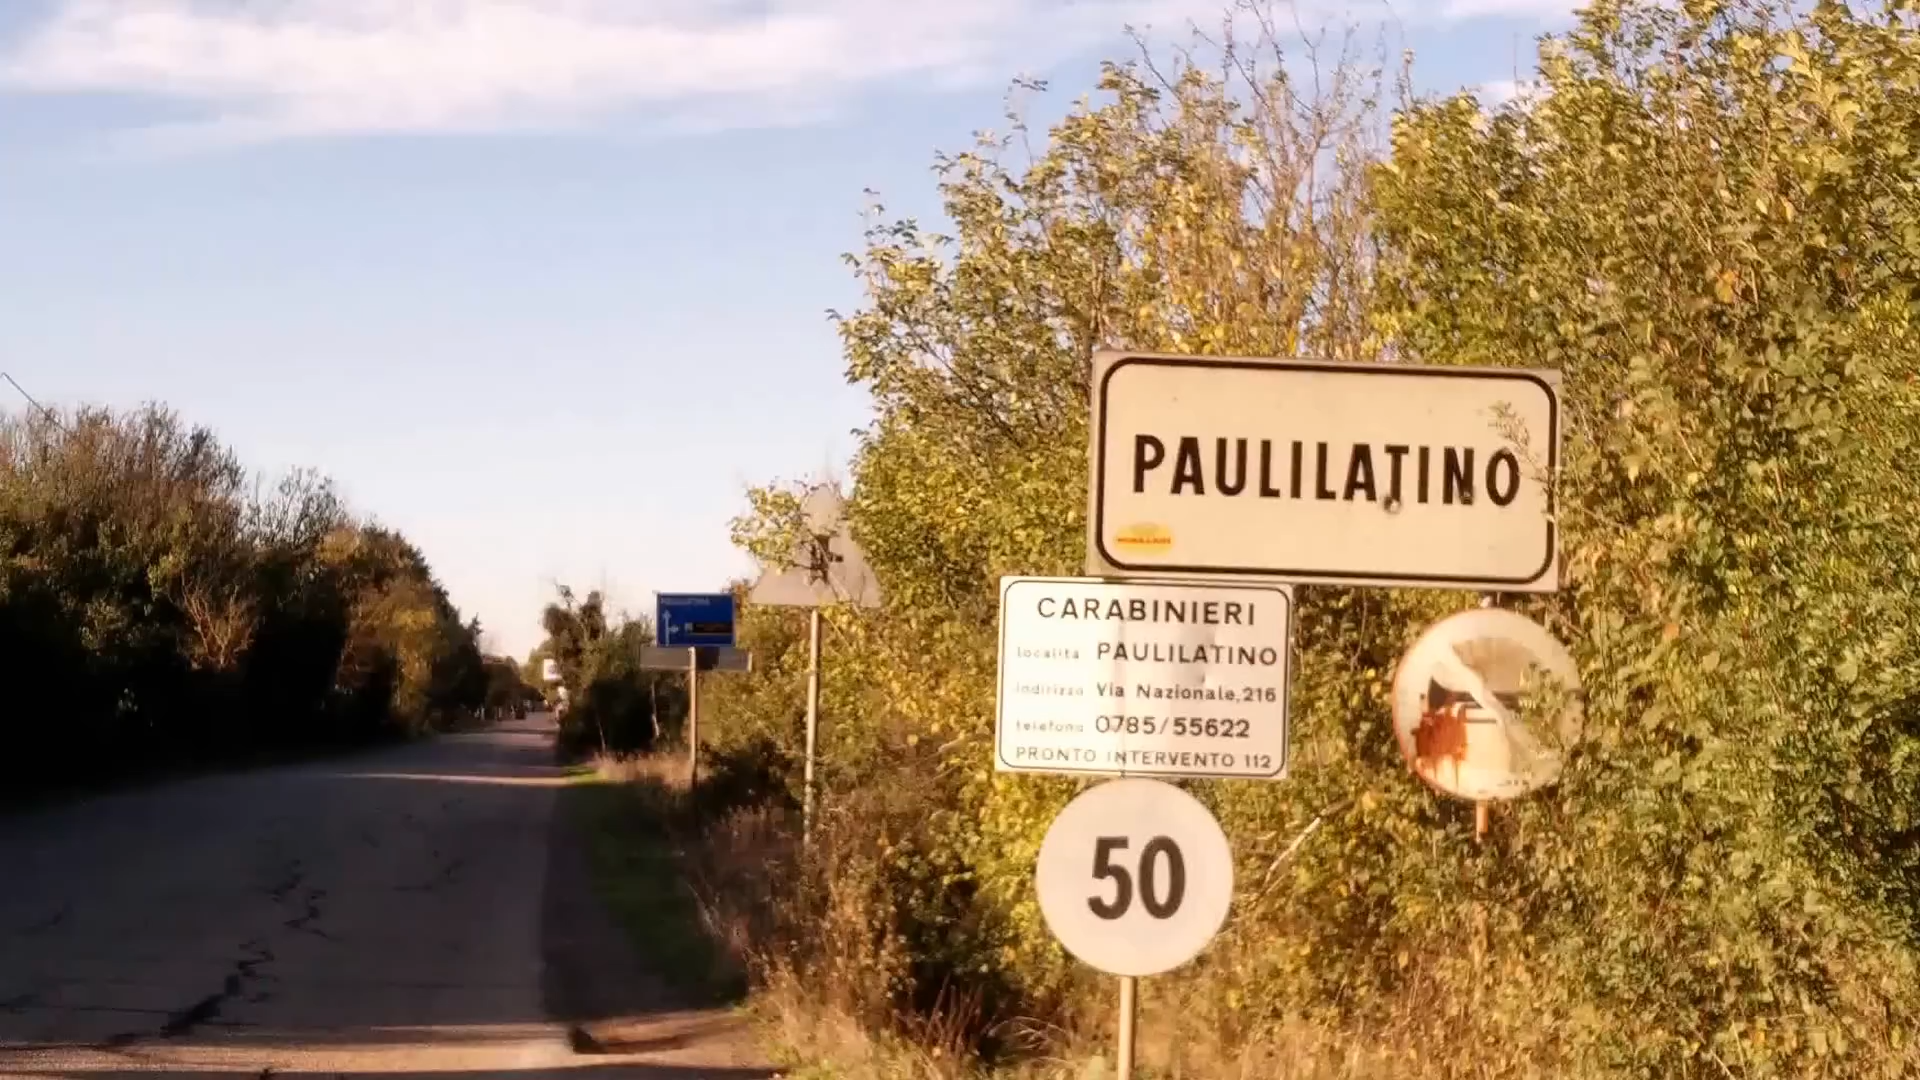 PAULILATINO
CARABINIERI
località PAULILATINO
indirizzo Via Nazionale,216
telefono 0785/55622
PRONTO INTERVENTO 112
50